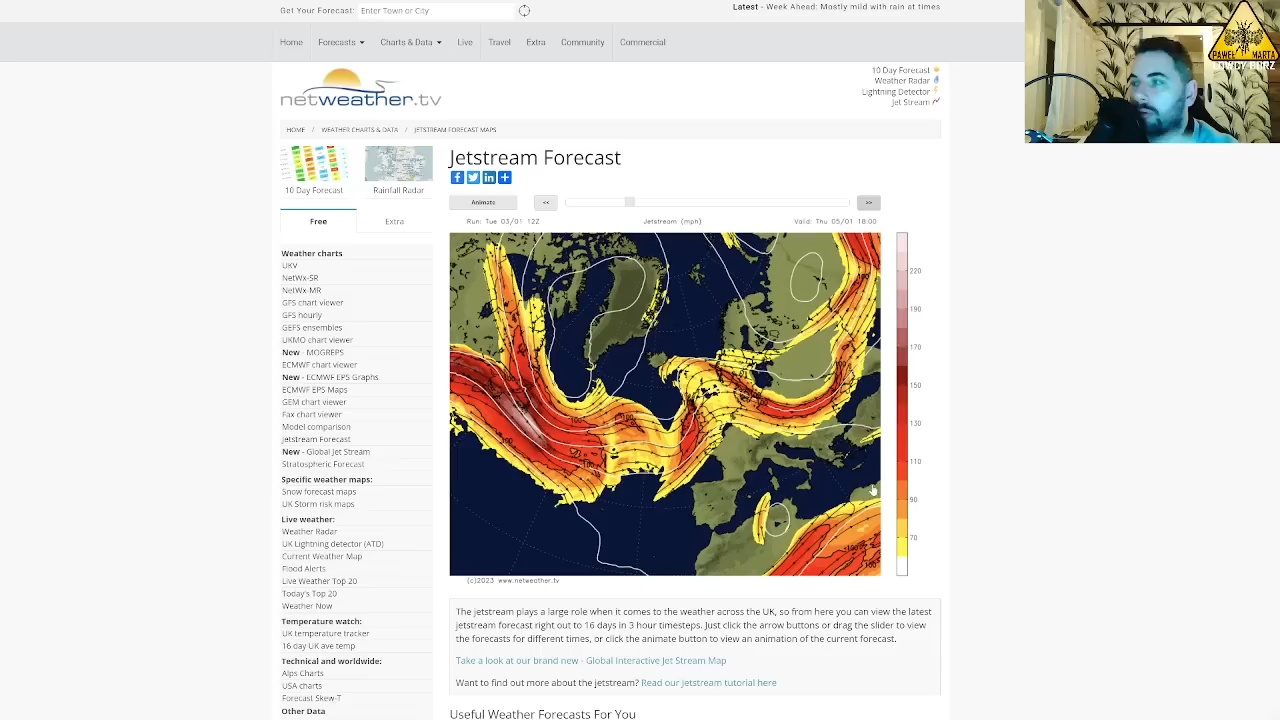 Get Your Forecast:
Enter Town or City
Latest - Week Ahead: Mostly mild with rain at times
Home
Forecasts
Charts & Data
Live
Travel
Extra
Community
Commercial
netweather.tv
10 Day Forecast
Weather Radar
Lightning Detector
Jet Stream
HOME / WEATHER CHARTS & DATA / JETSTREAM FORECAST MAPS
10 Day Forecast
Rainfall Radar
Free
Extra
Weather charts
UKV
NetWx-SR
NetWx-MR
GFS chart viewer
GFS hourly
GEFS ensembles
UKMO chart viewer
New - MOGREPS
ECMWF chart viewer
New - ECMWF EPS Graphs
ECMWF EPS Maps
GEM chart viewer
Fax chart viewer
Model comparison
Jetstream Forecast
New - Global Jet Stream
Stratospheric Forecast
Specific weather maps:
Snow forecast maps
UK Storm risk maps
Live weather:
Weather Radar
UK Lightning detector (ATD)
Current Weather Map
Flood Alerts
Live Weather Top 20
Today's Top 20
Weather Now
Temperature watch:
UK temperature tracker
16 day UK ave temp
Technical and worldwide:
Alps Charts
USA charts
Forecast Skew-T
Other Data
Jetstream Forecast
Animate
<<
>>
Run: Tue 03/01 12Z
Jetstream (mph)
Valid: Thu 05/01 18:00
220
190
170
150
130
110
90
70
(c)2023 www.netweather.tv
The jetstream plays a large role when it comes to the weather across the UK, so from here you can view the latest
jetstream forecast right out to 16 days in 3 hour timesteps. Just click the arrow buttons or drag the slider to view
the forecasts for different times, or click the animate button to view an animation of the current forecast.
Take a look at our brand new - Global Interactive Jet Stream Map
Want to find out more about the jetstream? Read our Jetstream tutorial here
Useful Weather Forecasts For You
PAWEŁ MARTA
ŁOWCY BURZ